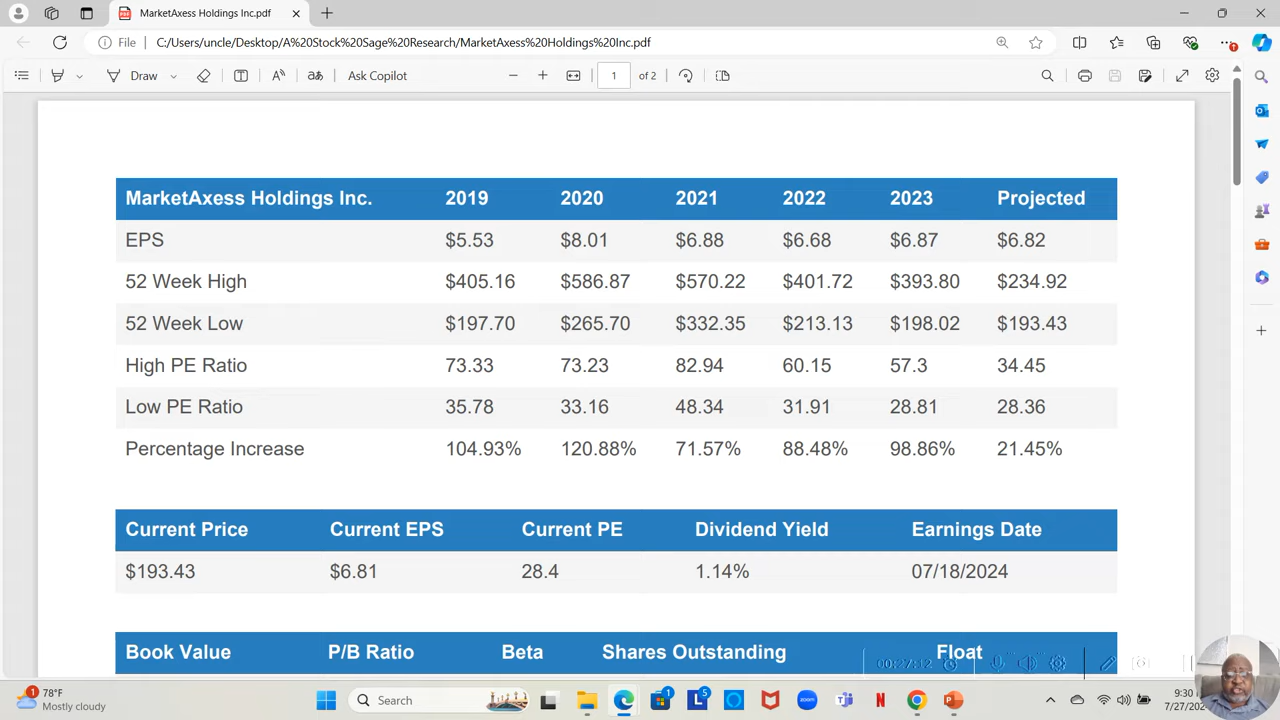 MarketAxess Holdings Inc.pdf
File C:/Users/uncle/Desktop/A%20Stock%20Sage%20Research/MarketAxess%20Holdings%20Inc.pdf
Draw Ask Copilot 1 of 2
MarketAxess Holdings Inc. 2019 2020 2021 2022 2023 Projected
EPS $5.53 $8.01 $6.88 $6.68 $6.87 $6.82
52 Week High $405.16 $586.87 $570.22 $401.72 $393.80 $234.92
52 Week Low $197.70 $265.70 $332.35 $213.13 $198.02 $193.43
High PE Ratio 73.33 73.23 82.94 60.15 57.3 34.45
Low PE Ratio 35.78 33.16 48.34 31.91 28.81 28.36
Percentage Increase 104.93% 120.88% 71.57% 88.48% 98.86% 21.45%
Current Price Current EPS Current PE Dividend Yield Earnings Date
$193.43 $6.81 28.4 1.14% 07/18/2024
Book Value P/B Ratio Beta Shares Outstanding Float
00:27:12
78°F
Mostly cloudy
Search
9:30